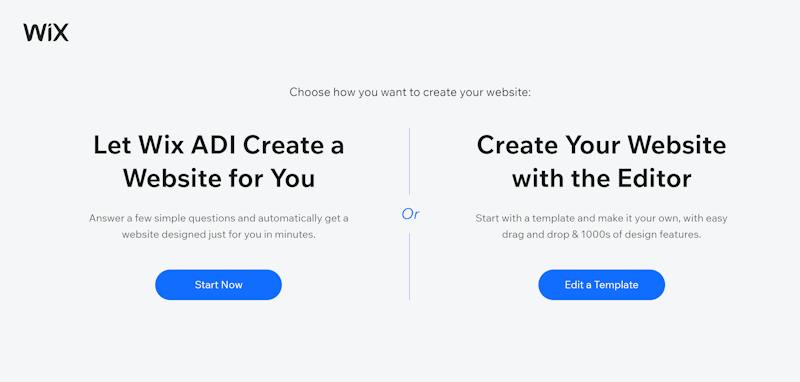 WiX
Choose how you want to create your website:
Let Wix ADI Create a
Website for You
Answer a few simple questions and automatically get a
website designed just for you in minutes.
Start Now
Or
Create Your Website
with the Editor
Start with a template and make it your own, with easy
drag and drop & 1000s of design features.
Edit a Template